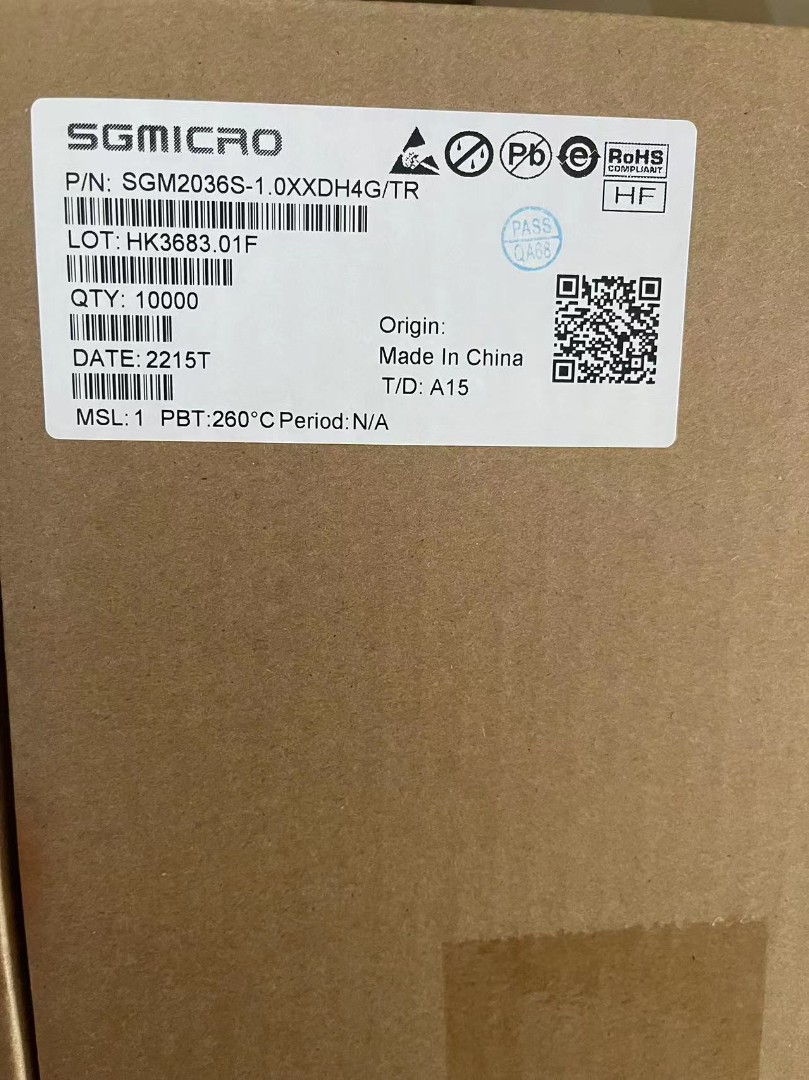 SGMICRO
P/N: SGM2036S-1.0XXDH4G/TR
LOT: HK3683.01F
QTY: 10000
DATE: 2215T
MSL: 1 PBT:260°C Period: N/A
Pb
e
RoHS
COMPLIANT
HF
PASS
QA68
Origin:
Made In China
T/D: A15